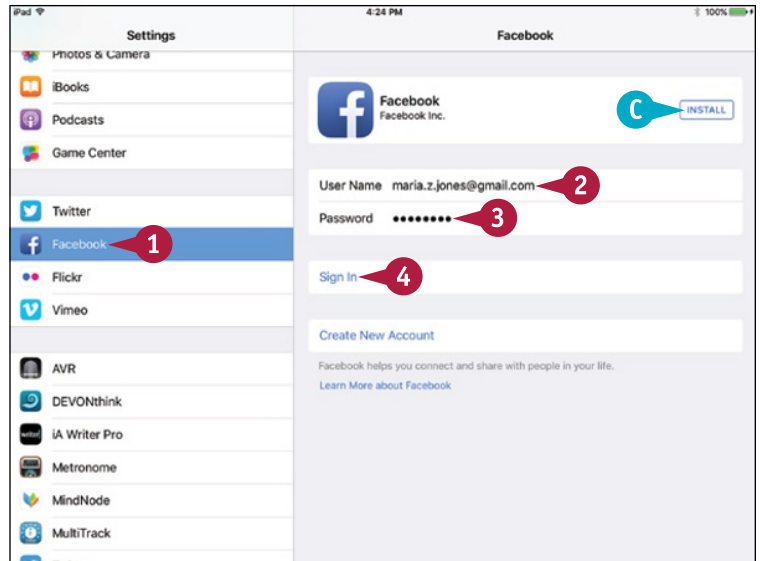 iPad 4:24 PM 100%
Settings
Facebook
Photos & Camera
iBooks
Podcasts
Game Center
Twitter
Facebook 1
Flickr
Vimeo
AVR
DEVONthink
iA Writer Pro
Metronome
MindNode
MultiTrack
Facebook
Facebook Inc.
C INSTALL
User Name maria.z.jones@gmail.com 2
Password •••••••• 3
Sign In 4
Create New Account
Facebook helps you connect and share with people in your life.
Learn More about Facebook